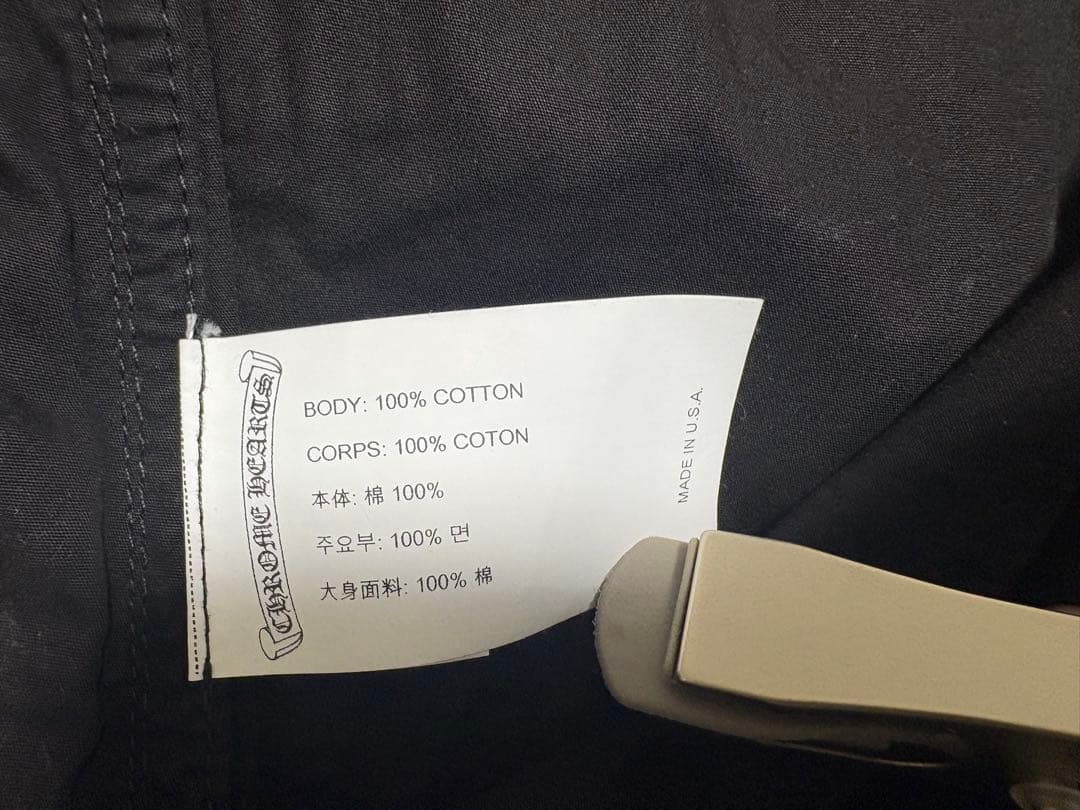 CHROME HEARTS
BODY: 100% COTTON
CORPS: 100% COTON
本体: 棉 100%
주요부: 100% 면
大身面料: 100% 棉
MADE IN U.S.A.